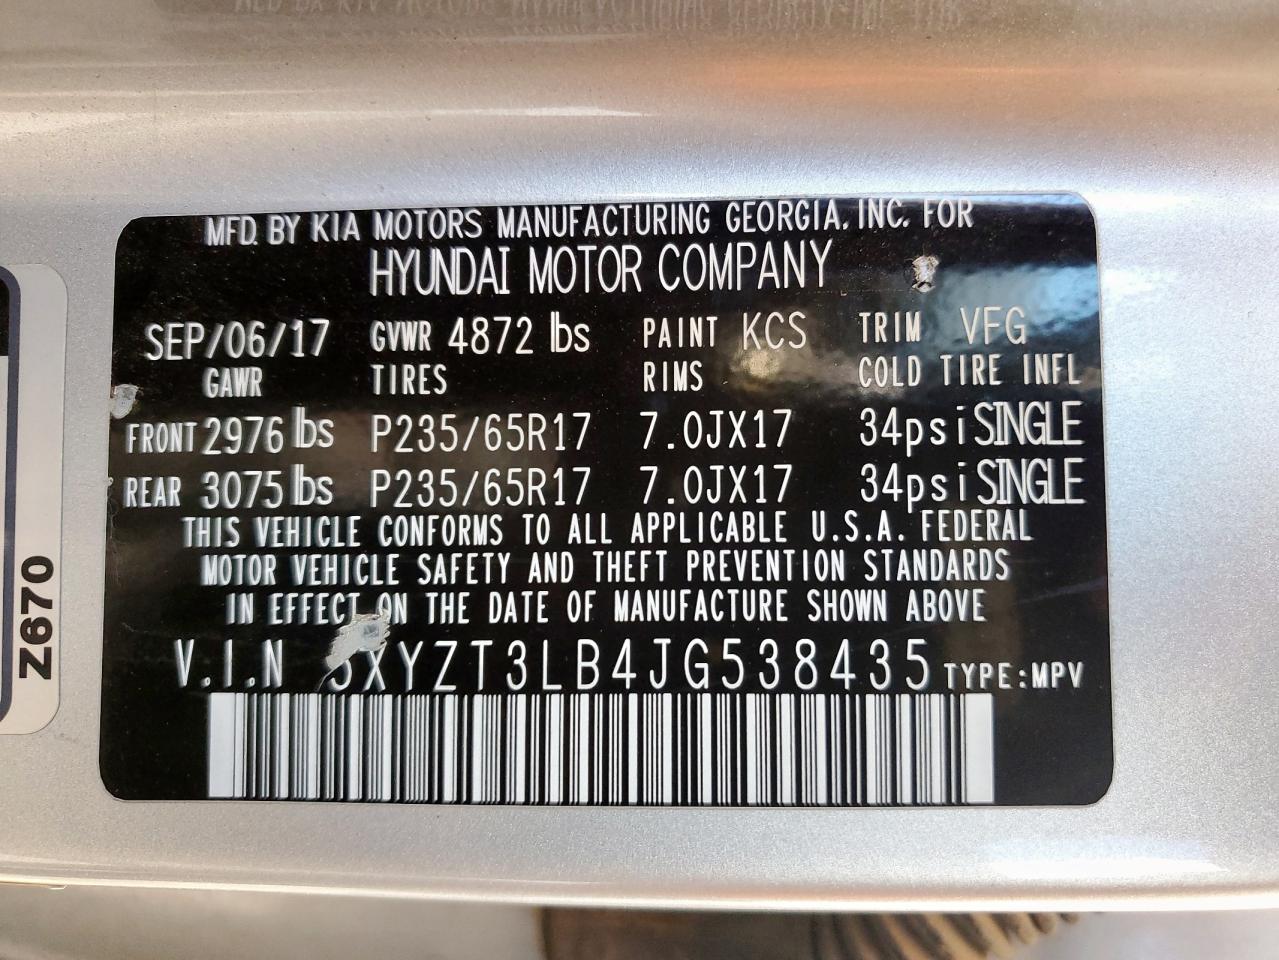 MFD. BY KIA MOTORS MANUFACTURING GEORGIA, INC. FOR
HYUNDAI MOTOR COMPANY
SEP/06/17 GVWR 4872 lbs PAINT KCS TRIM VFG
GAWR TIRES RIMS COLD TIRE INFL
FRONT 2976 lbs P235/65R17 7.0JX17 34psi SINGLE
REAR 3075 lbs P235/65R17 7.0JX17 34psi SINGLE
THIS VEHICLE CONFORMS TO ALL APPLICABLE U.S.A. FEDERAL
MOTOR VEHICLE SAFETY AND THEFT PREVENTION STANDARDS
IN EFFECT ON THE DATE OF MANUFACTURE SHOWN ABOVE
V.I.N 5XYZT3LB4JG538435 TYPE:MPV
Z670